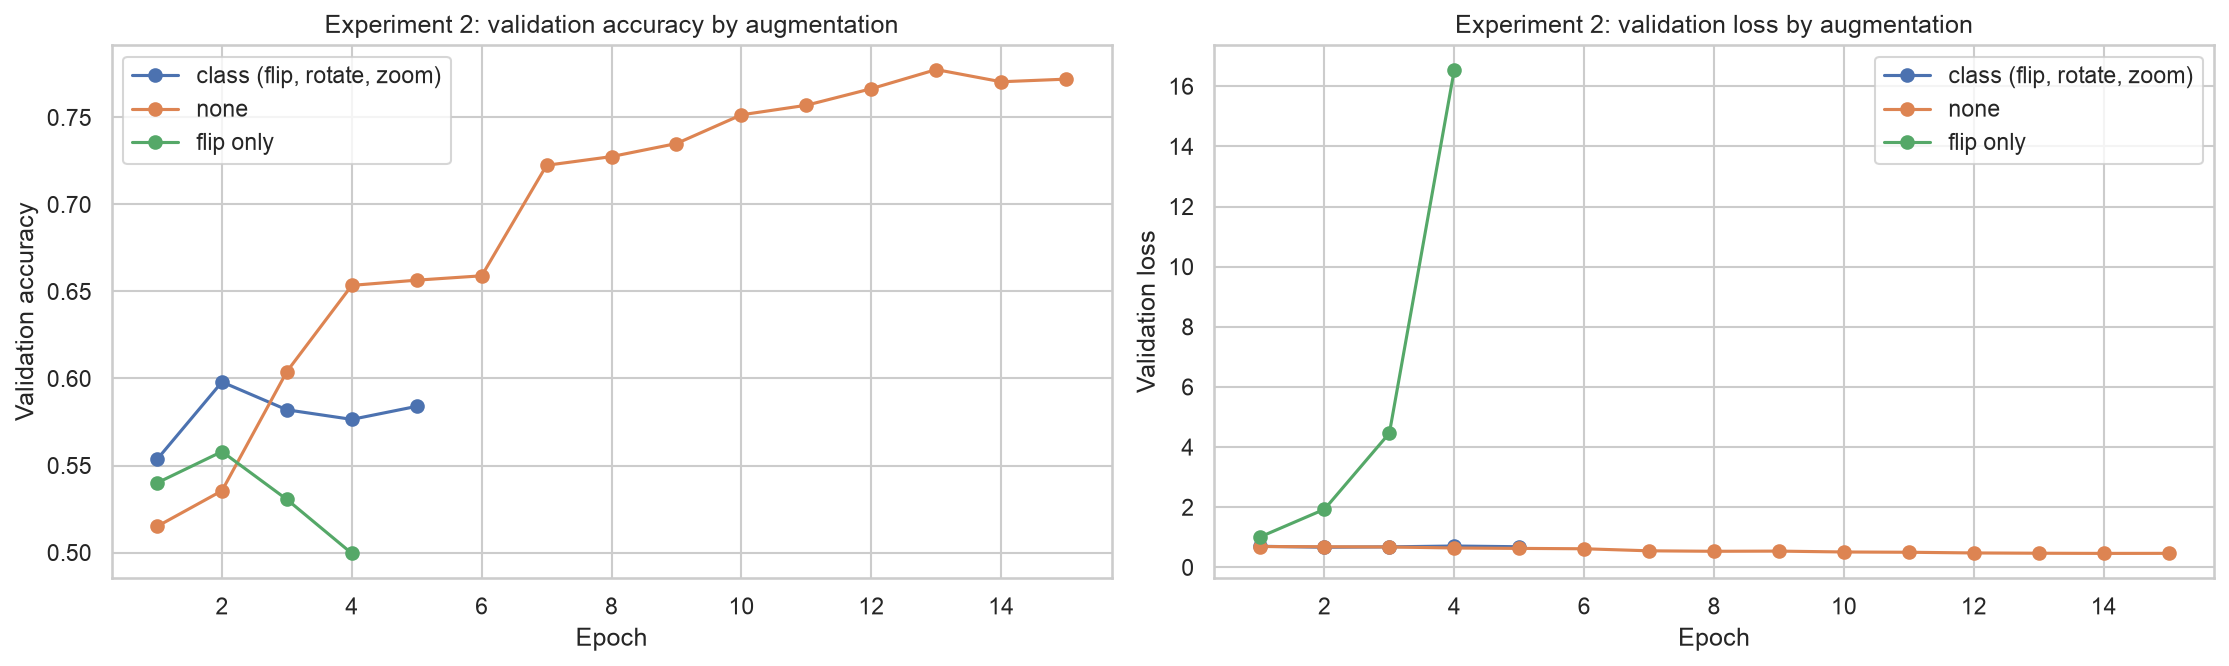 Experiment 2: validation accuracy by augmentation
class (flip, rotate, zoom)
none
flip only
Validation accuracy
0.75
0.70
0.65
0.60
0.55
0.50
2 4 6 8 10 12 14
Epoch
Experiment 2: validation loss by augmentation
class (flip, rotate, zoom)
none
flip only
Validation loss
16
14
12
10
8
6
4
2
0
2 4 6 8 10 12 14
Epoch